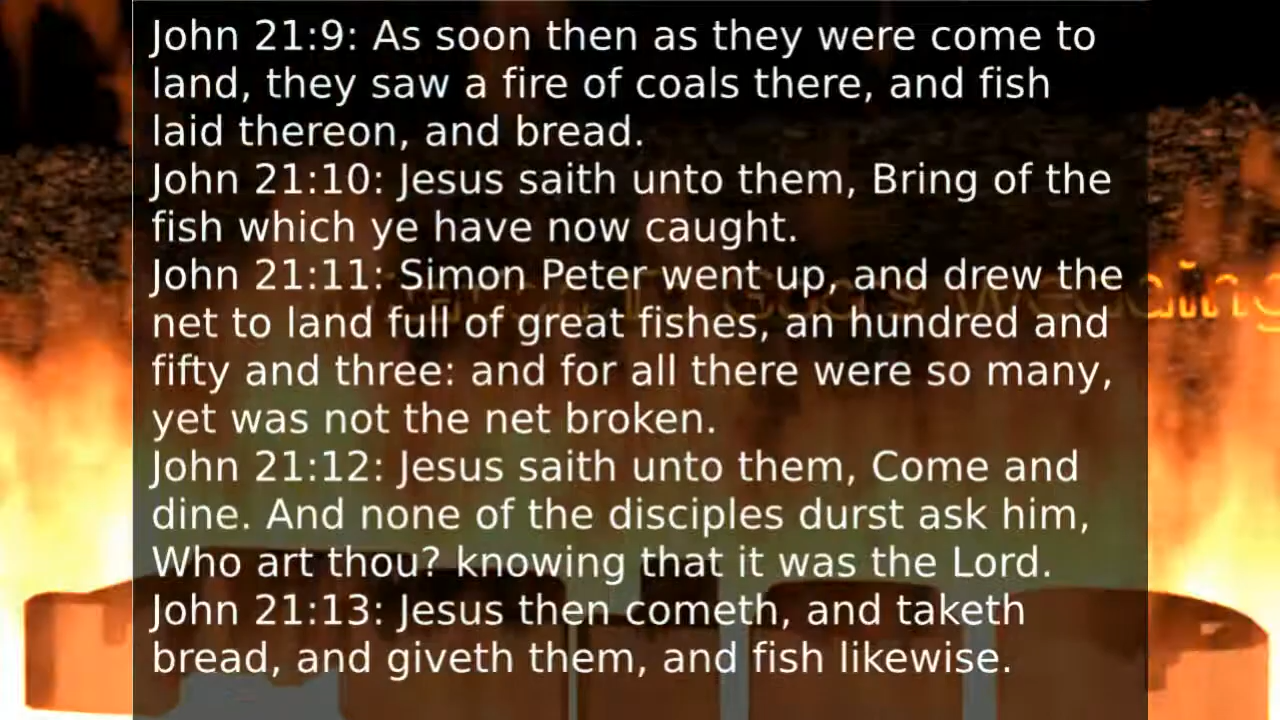 John 21:9: As soon then as they were come to
land, they saw a fire of coals there, and fish
laid thereon, and bread.
John 21:10: Jesus saith unto them, Bring of the
fish which ye have now caught.
John 21:11: Simon Peter went up, and drew the
net to land full of great fishes, an hundred and
fifty and three: and for all there were so many,
yet was not the net broken.
John 21:12: Jesus saith unto them, Come and
dine. And none of the disciples durst ask him,
Who art thou? knowing that it was the Lord.
John 21:13: Jesus then cometh, and taketh
bread, and giveth them, and fish likewise.